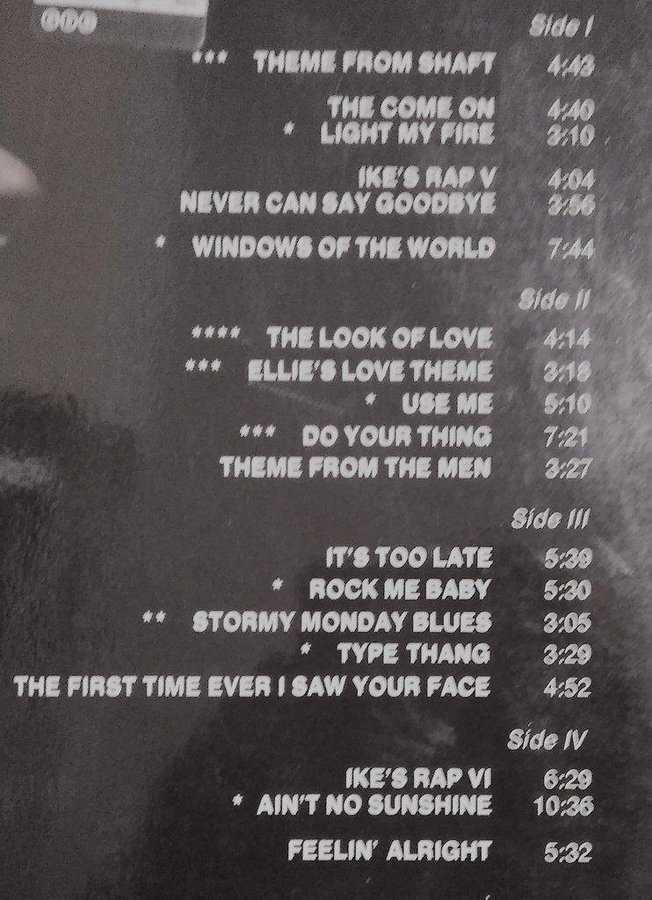 Side I
*** THEME FROM SHAFT 4:43
THE COME ON 4:40
* LIGHT MY FIRE 3:10
IKE'S RAP V 4:04
NEVER CAN SAY GOODBYE 3:56
* WINDOWS OF THE WORLD 7:44
Side II
**** THE LOOK OF LOVE 4:14
*** ELLIE'S LOVE THEME 3:18
* USE ME 5:10
*** DO YOUR THING 7:21
THEME FROM THE MEN 3:27
Side III
IT'S TOO LATE 5:39
* ROCK ME BABY 5:30
** STORMY MONDAY BLUES 3:05
* TYPE THANG 3:29
THE FIRST TIME EVER I SAW YOUR FACE 4:52
Side IV
IKE'S RAP VI 6:29
* AIN'T NO SUNSHINE 10:36
FEELIN' ALRIGHT 5:32